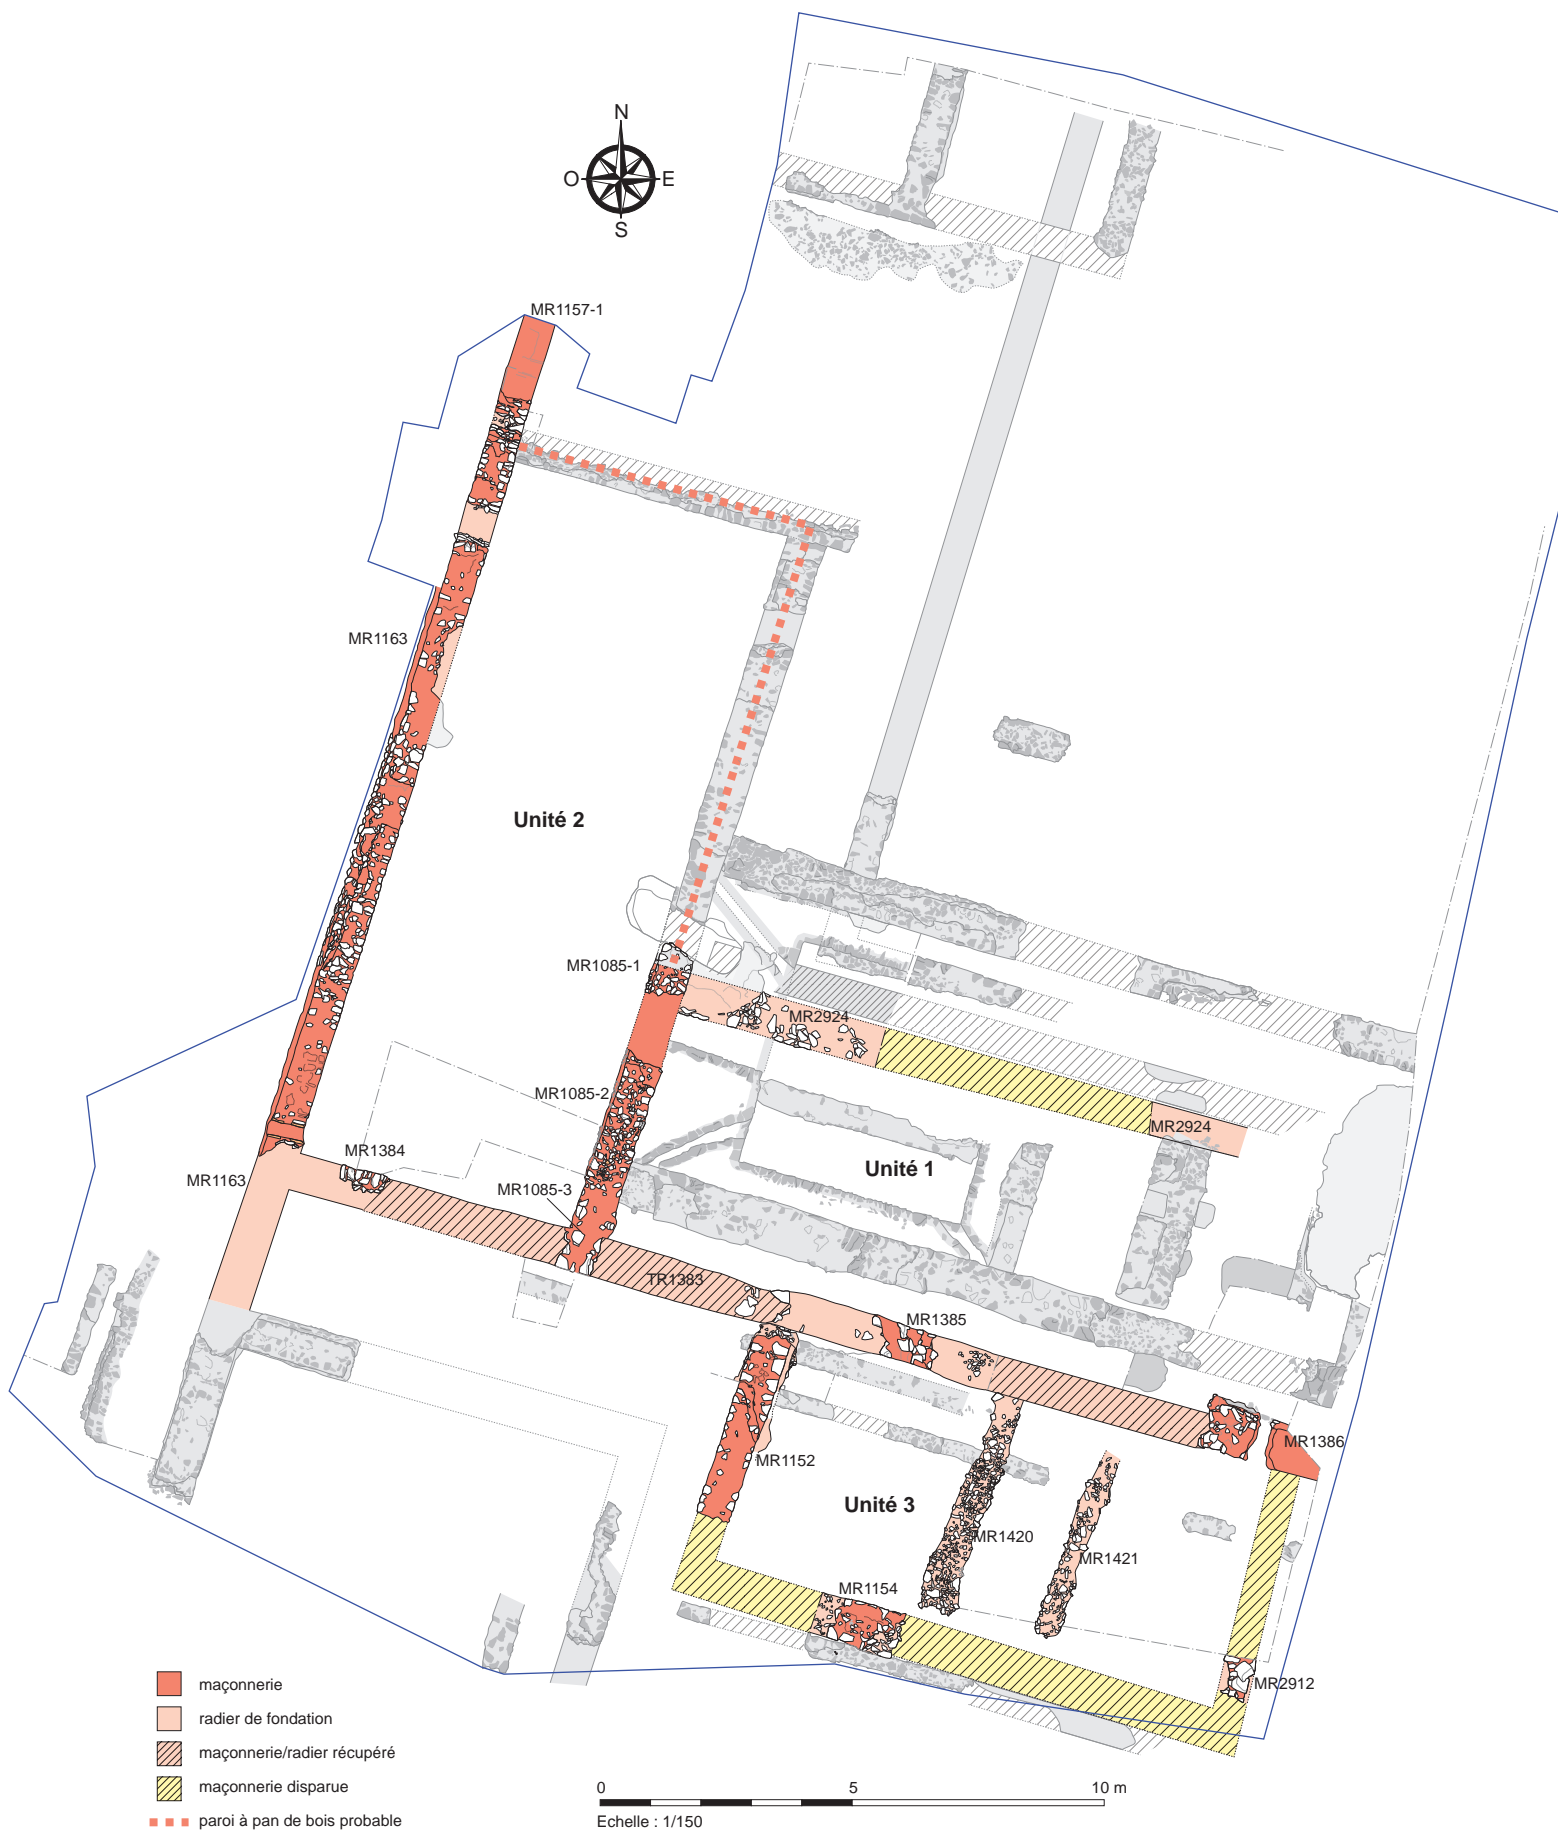 N
O
E
S
MR1157-1
MR1163
Unité 2
MR1085-1
MR2924
MR1085-2
MR2924
MR1384
Unité 1
MR1163
MR1085-3
TR1383
MR1385
MR1386
MR1152
Unité 3
MR1420
MR1421
MR1154
MR2912
maçonnerie
radier de fondation
maçonnerie/radier récupéré
maçonnerie disparue
paroi à pan de bois probable
0 5 10 m
Echelle : 1/150